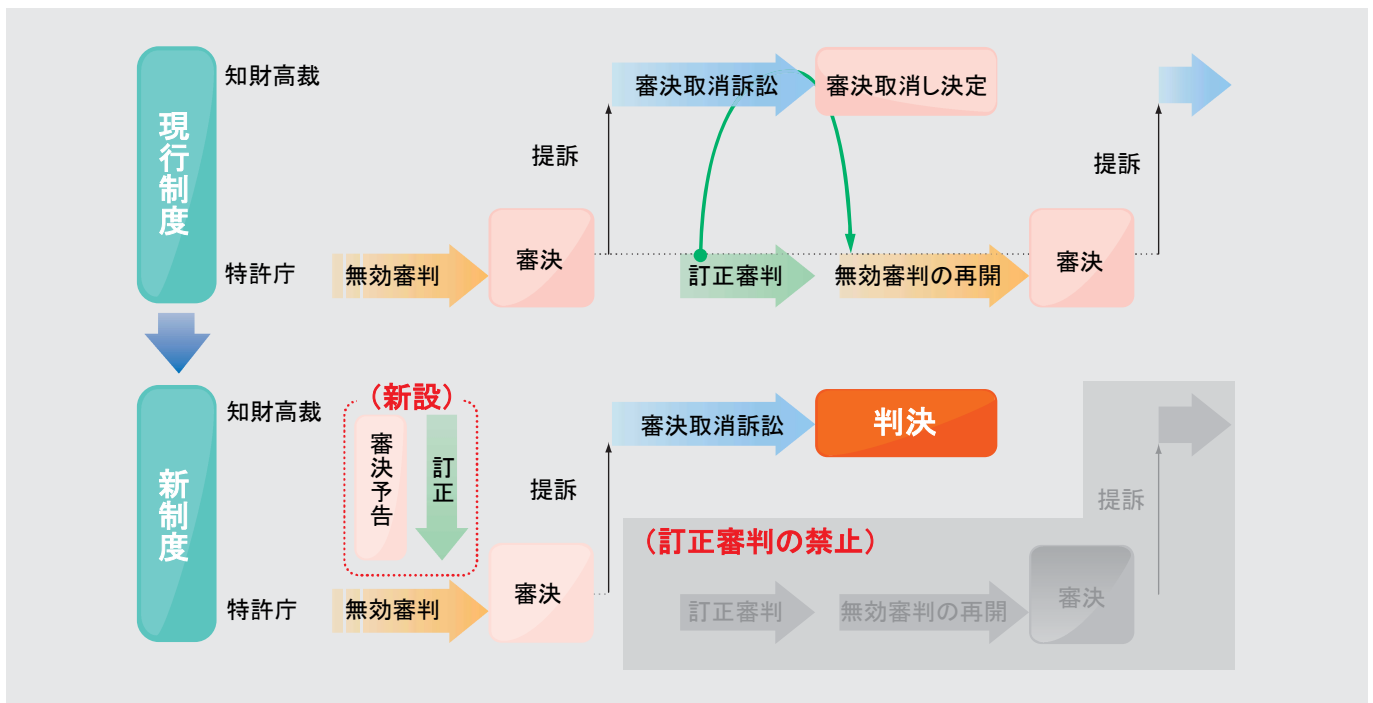 現行制度
知財高裁
審決取消訴訟
審決取消し決定
提訴
提訴
特許庁
無効審判
審決
訂正審判
無効審判の再開
審決
新制度
知財高裁
（新設）
審決予告
訂正
審決取消訴訟
判決
提訴
提訴
（訂正審判の禁止）
特許庁
無効審判
審決
訂正審判
無効審判の再開
審決